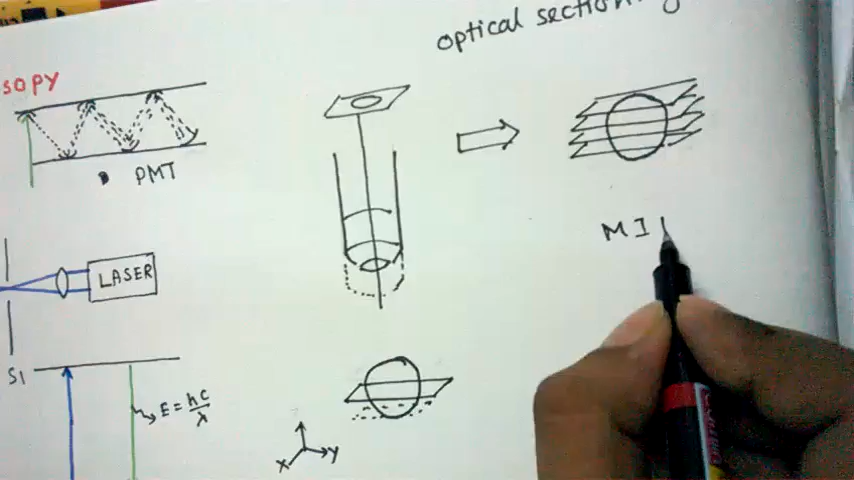 optical section
SOPY
PMT
LASER
S1
E = hc/λ
X Y
MI